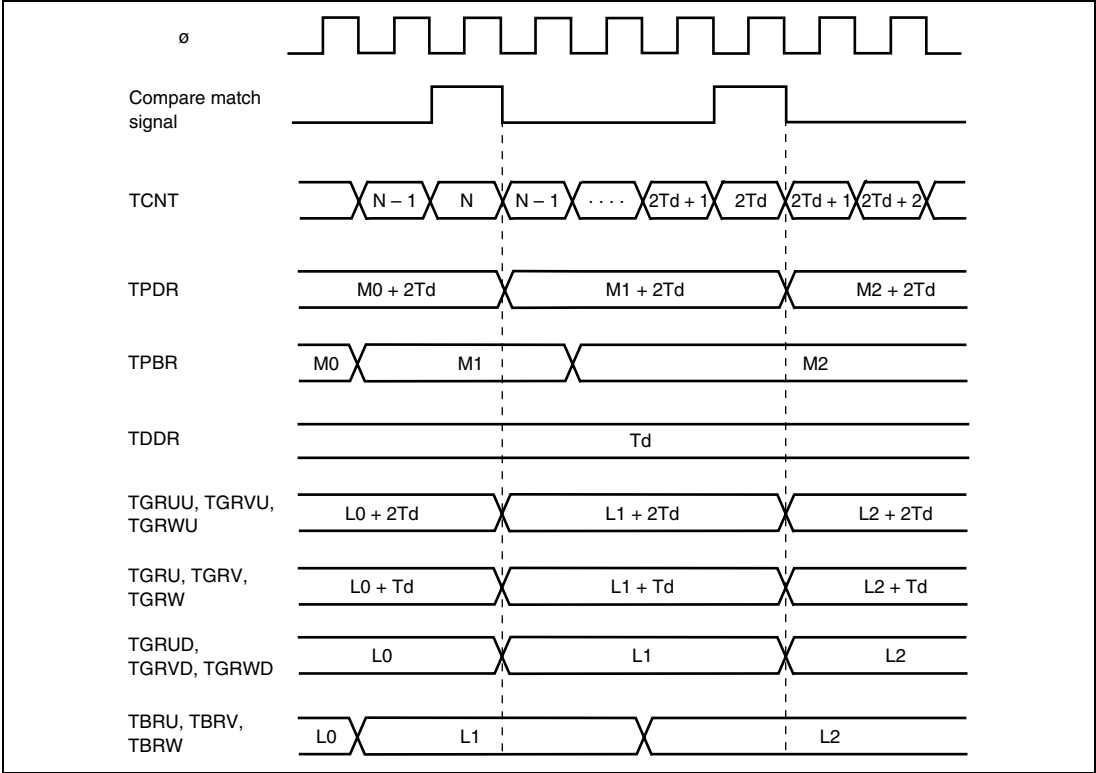 ø
Compare match
signal
TCNT N – 1 N N – 1 · · · · 2Td + 1 2Td 2Td + 1 2Td + 2
TPDR M0 + 2Td M1 + 2Td M2 + 2Td
TPBR M0 M1 M2
TDDR Td
TGRUU, TGRVU,
TGRWU L0 + 2Td L1 + 2Td L2 + 2Td
TGRU, TGRV,
TGRW L0 + Td L1 + Td L2 + Td
TGRUD,
TGRVD, TGRWD L0 L1 L2
TBRU, TBRV,
TBRW L0 L1 L2